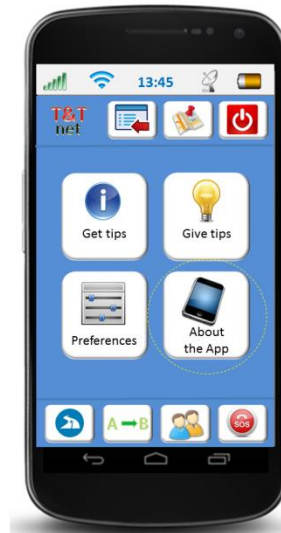 13:45
T&T
net
Get tips
Give tips
Preferences
About
the App
A→B
SOS